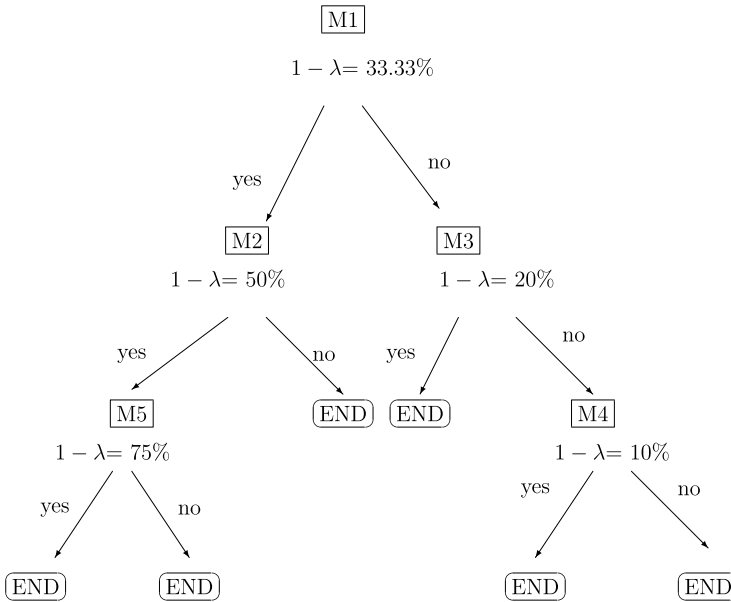 M1
1 − λ= 33.33%
yes
no
M2
M3
1 − λ= 50%
1 − λ= 20%
yes
no
yes
no
M5
END
END
M4
1 − λ= 75%
1 − λ= 10%
yes
no
yes
no
END
END
END
END